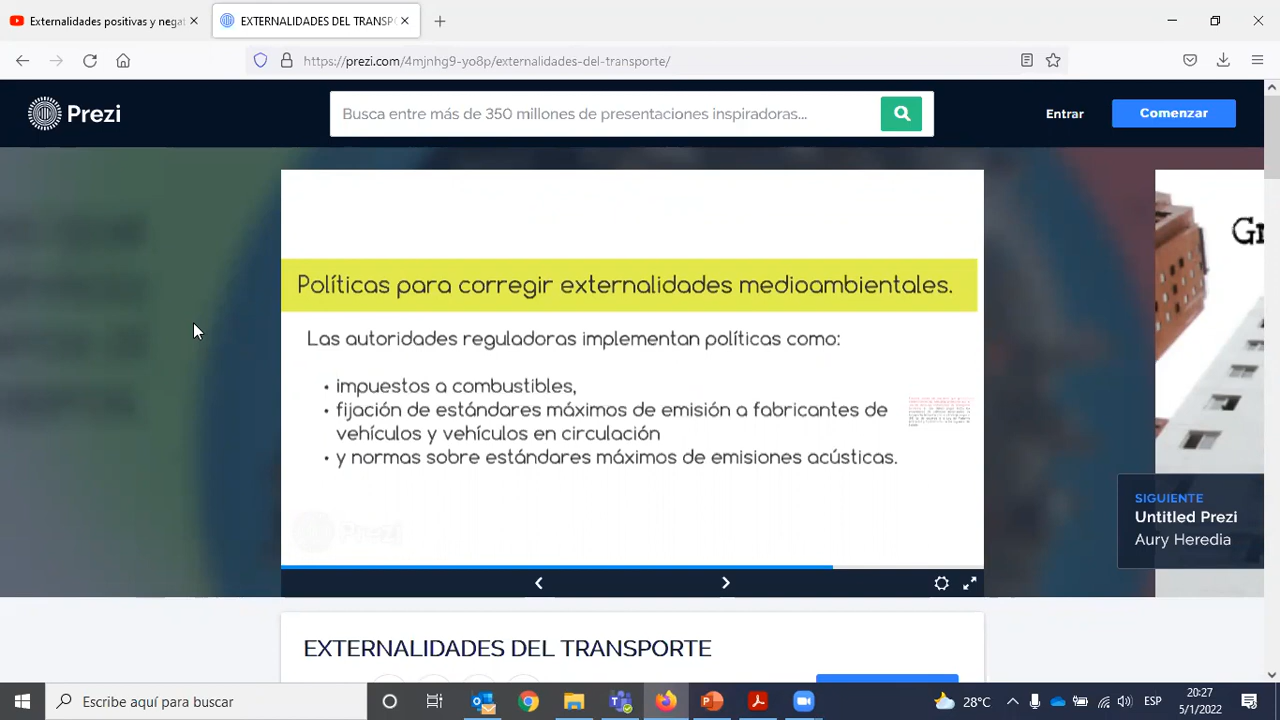 Externalidades positivas y negat
EXTERNALIDADES DEL TRANSP
http://prezi.com/4mjnhg9-yo8p/externalidades-del-transporte/
Prezi
Busca entre más de 350 millones de presentaciones inspiradoras...
Entrar
Comenzar
Políticas para corregir externalidades medioambientales.
Las autoridades reguladoras implementan políticas como:
• impuestos a combustibles,
• fijación de estándares máximos de emisión a fabricantes de
vehículos y vehículos en circulación
• y normas sobre estándares máximos de emisiones acústicas.
Prezi
SIGUIENTE
Untitled Prezi
Aury Heredia
EXTERNALIDADES DEL TRANSPORTE
Escribe aquí para buscar
28°C
ESP
20:27
5/1/2022